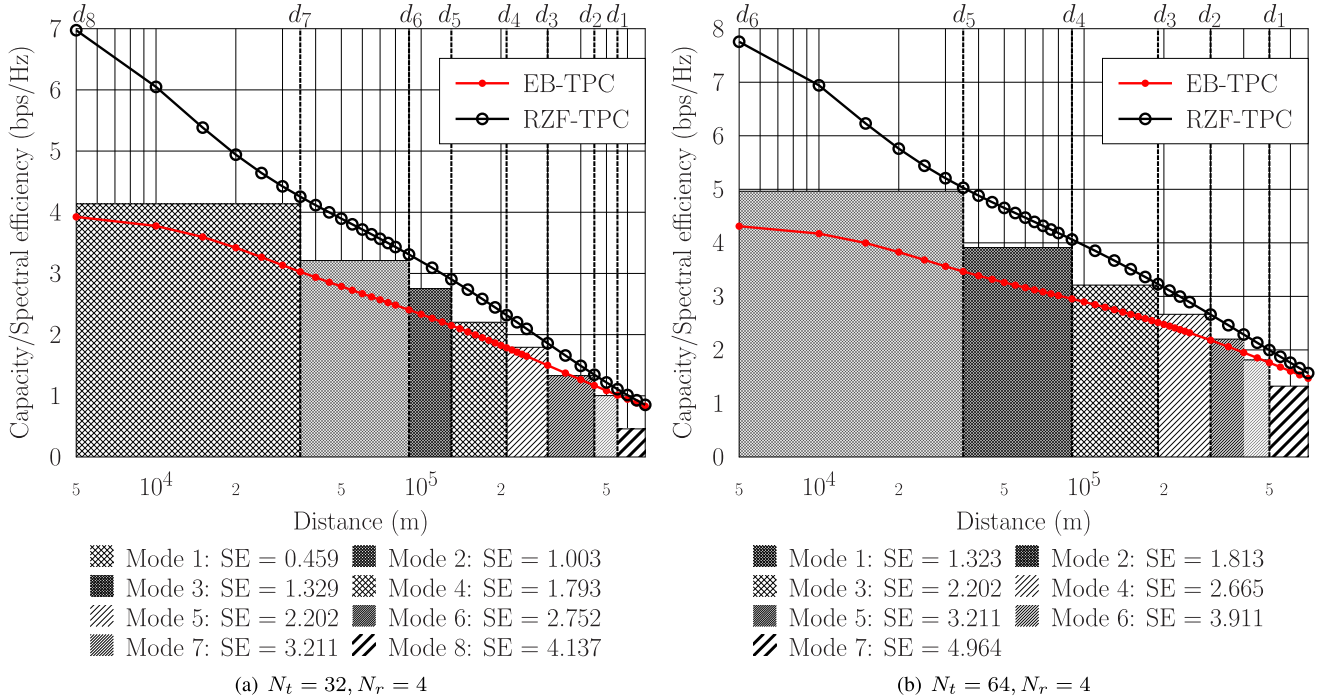 d8 d7 d6 d5 d4 d3 d2 d1
Capacity/Spectral efficiency (bps/Hz)
7
6
5
4
3
2
1
0
EB-TPC
RZF-TPC
5 10^4 2 5 10^5 2 5
Distance (m)
Mode 1: SE = 0.459 Mode 2: SE = 1.003
Mode 3: SE = 1.329 Mode 4: SE = 1.793
Mode 5: SE = 2.202 Mode 6: SE = 2.752
Mode 7: SE = 3.211 Mode 8: SE = 4.137
(a) Nt = 32, Nr = 4
d6 d5 d4 d3 d2 d1
Capacity/Spectral efficiency (bps/Hz)
8
7
6
5
4
3
2
1
0
EB-TPC
RZF-TPC
5 10^4 2 5 10^5 2 5
Distance (m)
Mode 1: SE = 1.323 Mode 2: SE = 1.813
Mode 3: SE = 2.202 Mode 4: SE = 2.665
Mode 5: SE = 3.211 Mode 6: SE = 3.911
Mode 7: SE = 4.964
(b) Nt = 64, Nr = 4